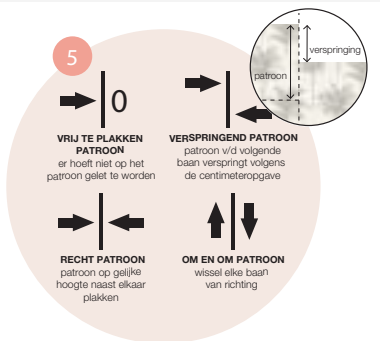 5
verspringing
patroon
0
VRIJ TE PLAKKEN
PATROON
er hoeft niet op het
patroon gelet te worden
VERSPRINGEND PATROON
patroon v/d volgende
baan verspringt volgens
de centimeteropgave
RECHT PATROON
patroon op gelijke
hoogte naast elkaar
plakken
OM EN OM PATROON
wissel elke baan
van richting